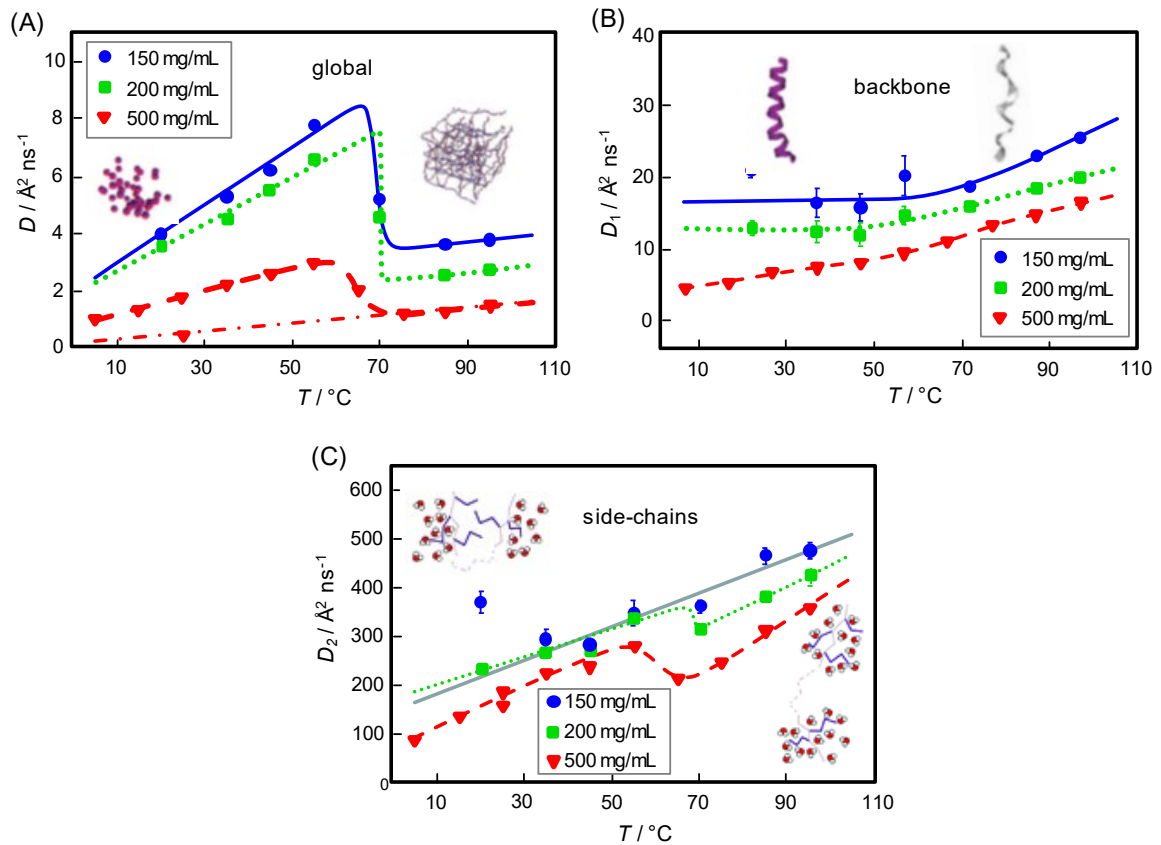 (A)
10
8
6
4
2
0
D / Å² ns⁻¹
150 mg/mL
200 mg/mL
500 mg/mL
global
10 30 50 70 90 110
T / °C
(B)
40
30
20
10
0
D₁ / Å² ns⁻¹
backbone
150 mg/mL
200 mg/mL
500 mg/mL
10 30 50 70 90 110
T / °C
(C)
600
500
400
300
200
100
0
D₂ / Å² ns⁻¹
side-chains
150 mg/mL
200 mg/mL
500 mg/mL
10 30 50 70 90 110
T / °C